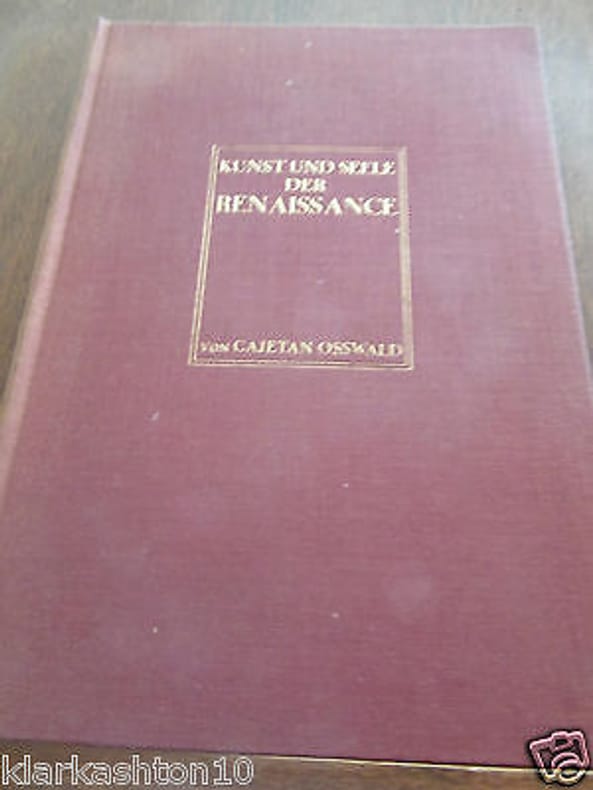 KUNST UND SEELE
DER
RENAISSANCE
VON CAJETAN OSSWALD
klarkashton10